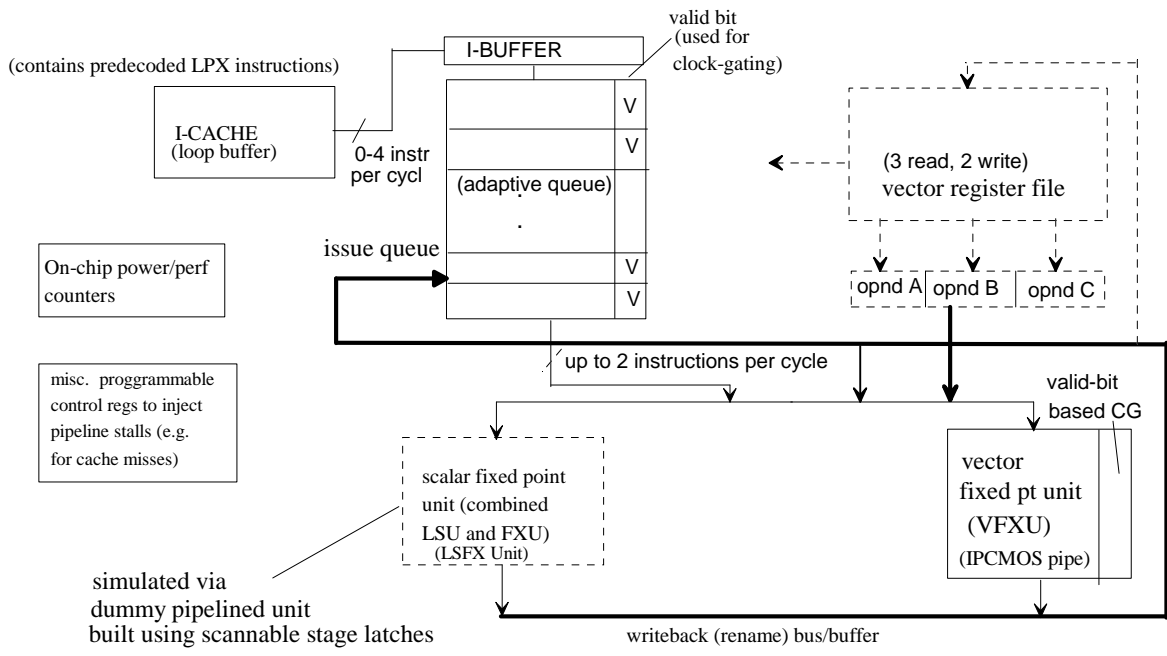 valid bit
(used for
clock-gating)
I-BUFFER
(contains predecoded LPX instructions)
V
I-CACHE
(loop buffer)
V
0-4 instr
per cycl
(3 read, 2 write)
vector register file
(adaptive queue)
.
.
issue queue
V
On-chip power/perf
counters
V
opnd A
opnd B
opnd C
up to 2 instructions per cycle
misc. proggrammable
control regs to inject
pipeline stalls (e.g.
for cache misses)
valid-bit
based CG
scalar fixed point
unit (combined
LSU and FXU)
(LSFX Unit)
vector
fixed pt unit
(VFXU)
(IPCMOS pipe)
simulated via
dummy pipelined unit
built using scannable stage latches
writeback (rename) bus/buffer